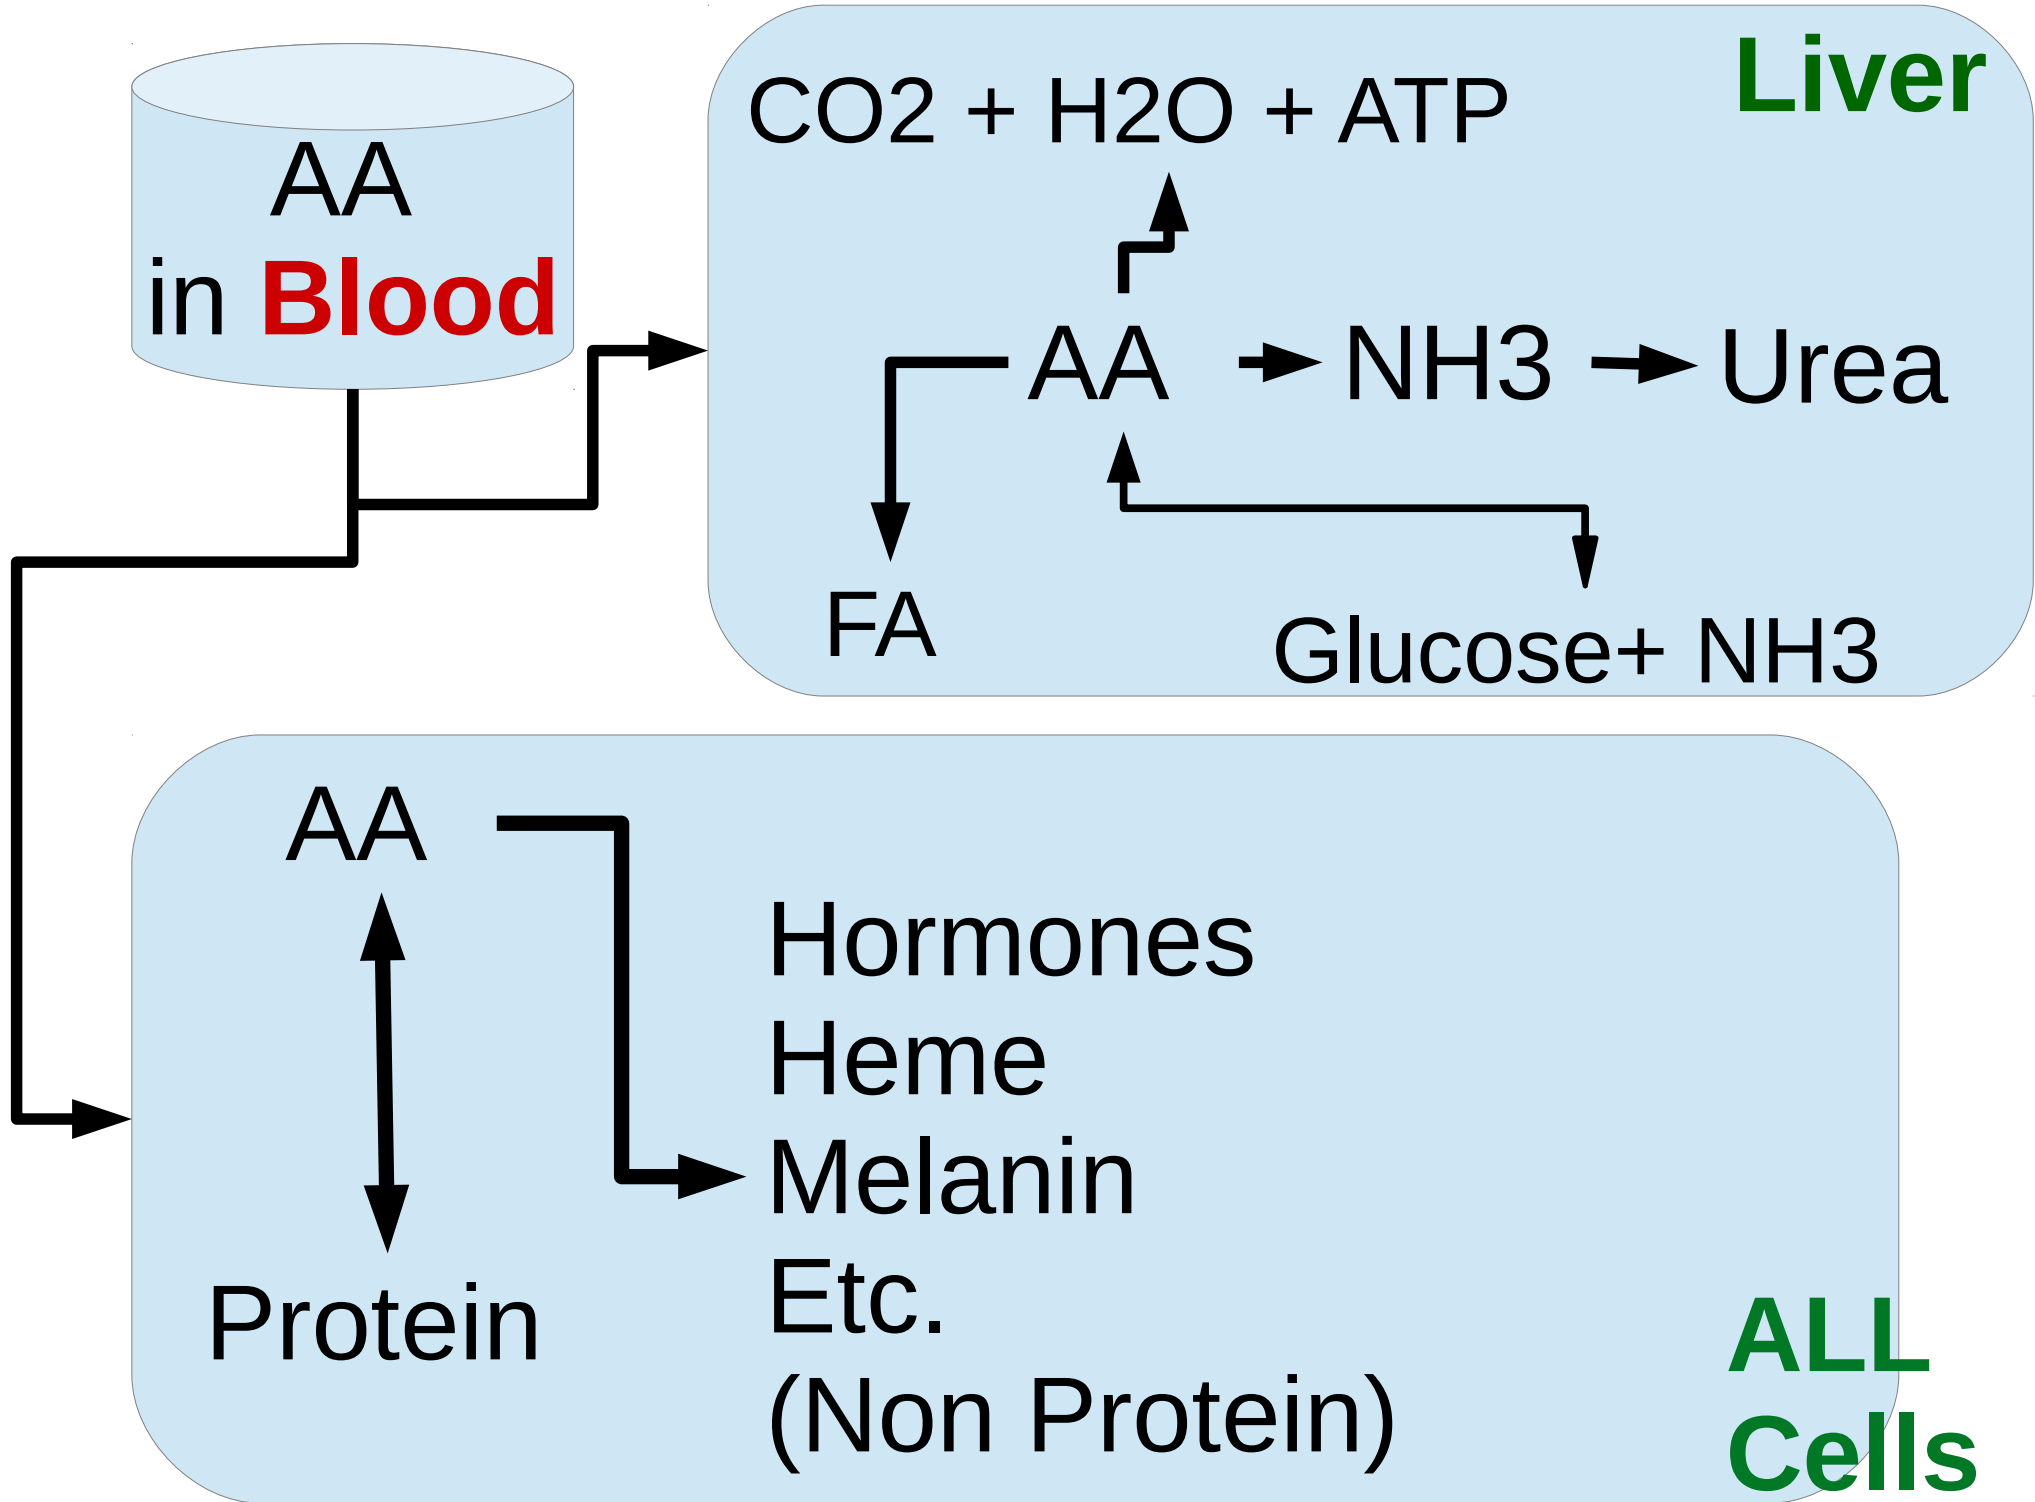 AA
in Blood
Liver
CO2 + H2O + ATP
AA
NH3
Urea
FA
Glucose+ NH3
AA
Protein
Hormones
Heme
Melanin
Etc.
(Non Protein)
ALL
Cells